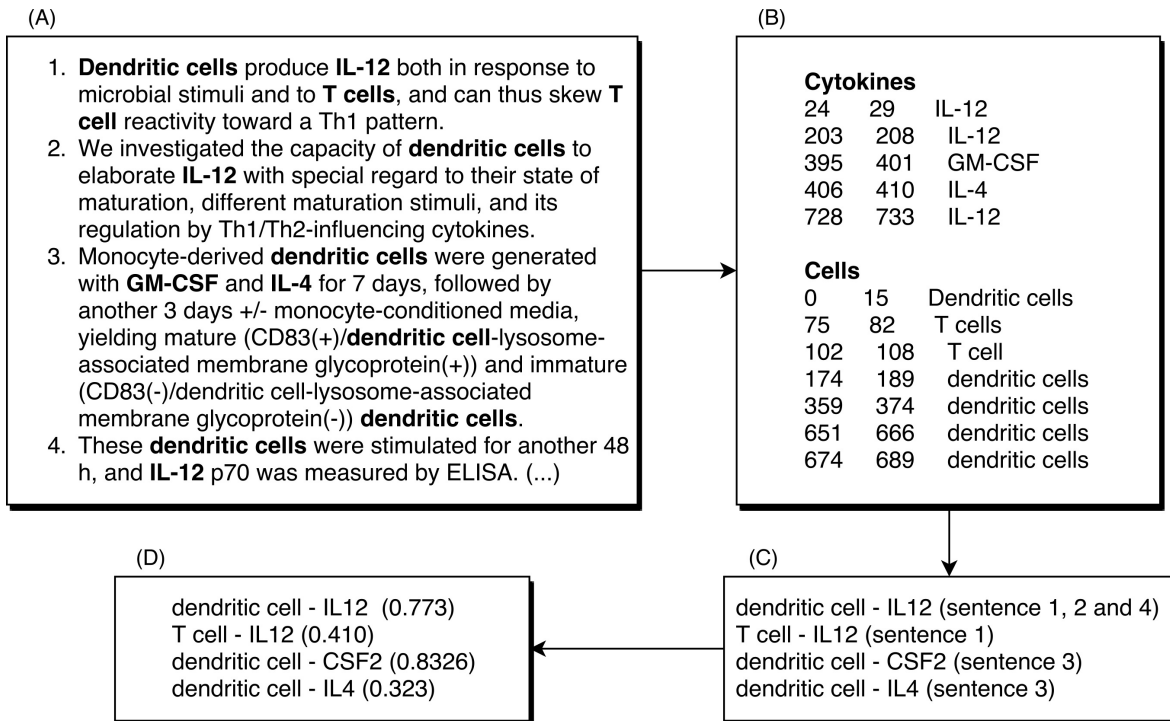 (A)
1. Dendritic cells produce IL-12 both in response to
microbial stimuli and to T cells, and can thus skew T
cell reactivity toward a Th1 pattern.
2. We investigated the capacity of dendritic cells to
elaborate IL-12 with special regard to their state of
maturation, different maturation stimuli, and its
regulation by Th1/Th2-influencing cytokines.
3. Monocyte-derived dendritic cells were generated
with GM-CSF and IL-4 for 7 days, followed by
another 3 days +/- monocyte-conditioned media,
yielding mature (CD83(+)/dendritic cell-lysosome-
associated membrane glycoprotein(+)) and immature
(CD83(-)/dendritic cell-lysosome-associated
membrane glycoprotein(-)) dendritic cells.
4. These dendritic cells were stimulated for another 48
h, and IL-12 p70 was measured by ELISA. (...)
(B)
Cytokines
24 29 IL-12
203 208 IL-12
395 401 GM-CSF
406 410 IL-4
728 733 IL-12
Cells
0 15 Dendritic cells
75 82 T cells
102 108 T cell
174 189 dendritic cells
359 374 dendritic cells
651 666 dendritic cells
674 689 dendritic cells
(C)
dendritic cell - IL12 (sentence 1, 2 and 4)
T cell - IL12 (sentence 1)
dendritic cell - CSF2 (sentence 3)
dendritic cell - IL4 (sentence 3)
(D)
dendritic cell - IL12 (0.773)
T cell - IL12 (0.410)
dendritic cell - CSF2 (0.8326)
dendritic cell - IL4 (0.323)